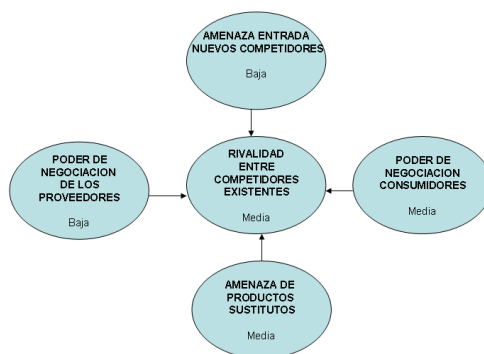 AMENAZA ENTRADA
NUEVOS COMPETIDORES
Baja
PODER DE
NEGOCIACION
DE LOS
PROVEEDORES
Baja
RIVALIDAD
ENTRE
COMPETIDORES
EXISTENTES
Media
PODER DE
NEGOCIACION
CONSUMIDORES
Media
AMENAZA DE
PRODUCTOS
SUSTITUTOS
Media